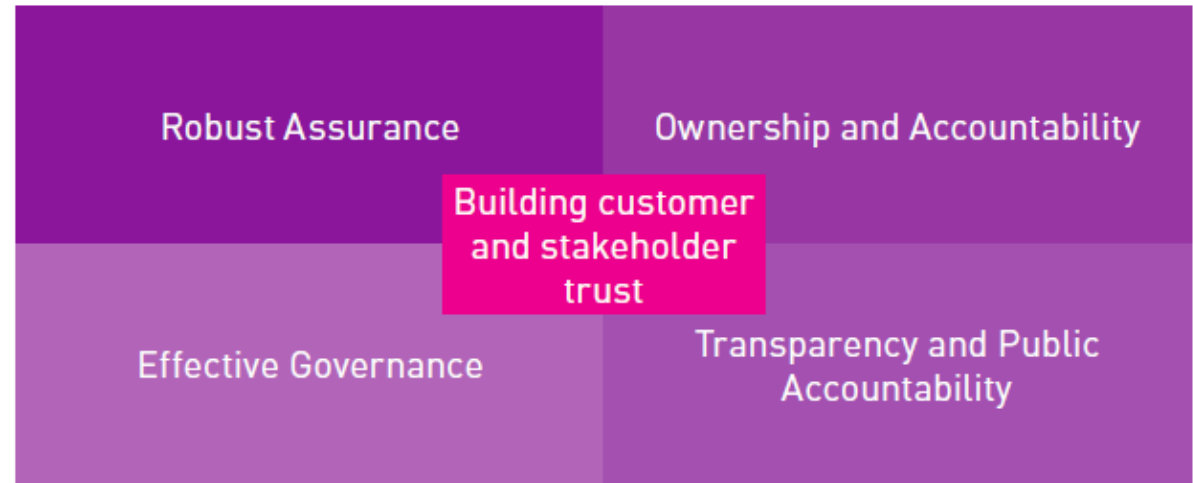 Robust Assurance
Ownership and Accountability
Building customer
and stakeholder
trust
Effective Governance
Transparency and Public
Accountability